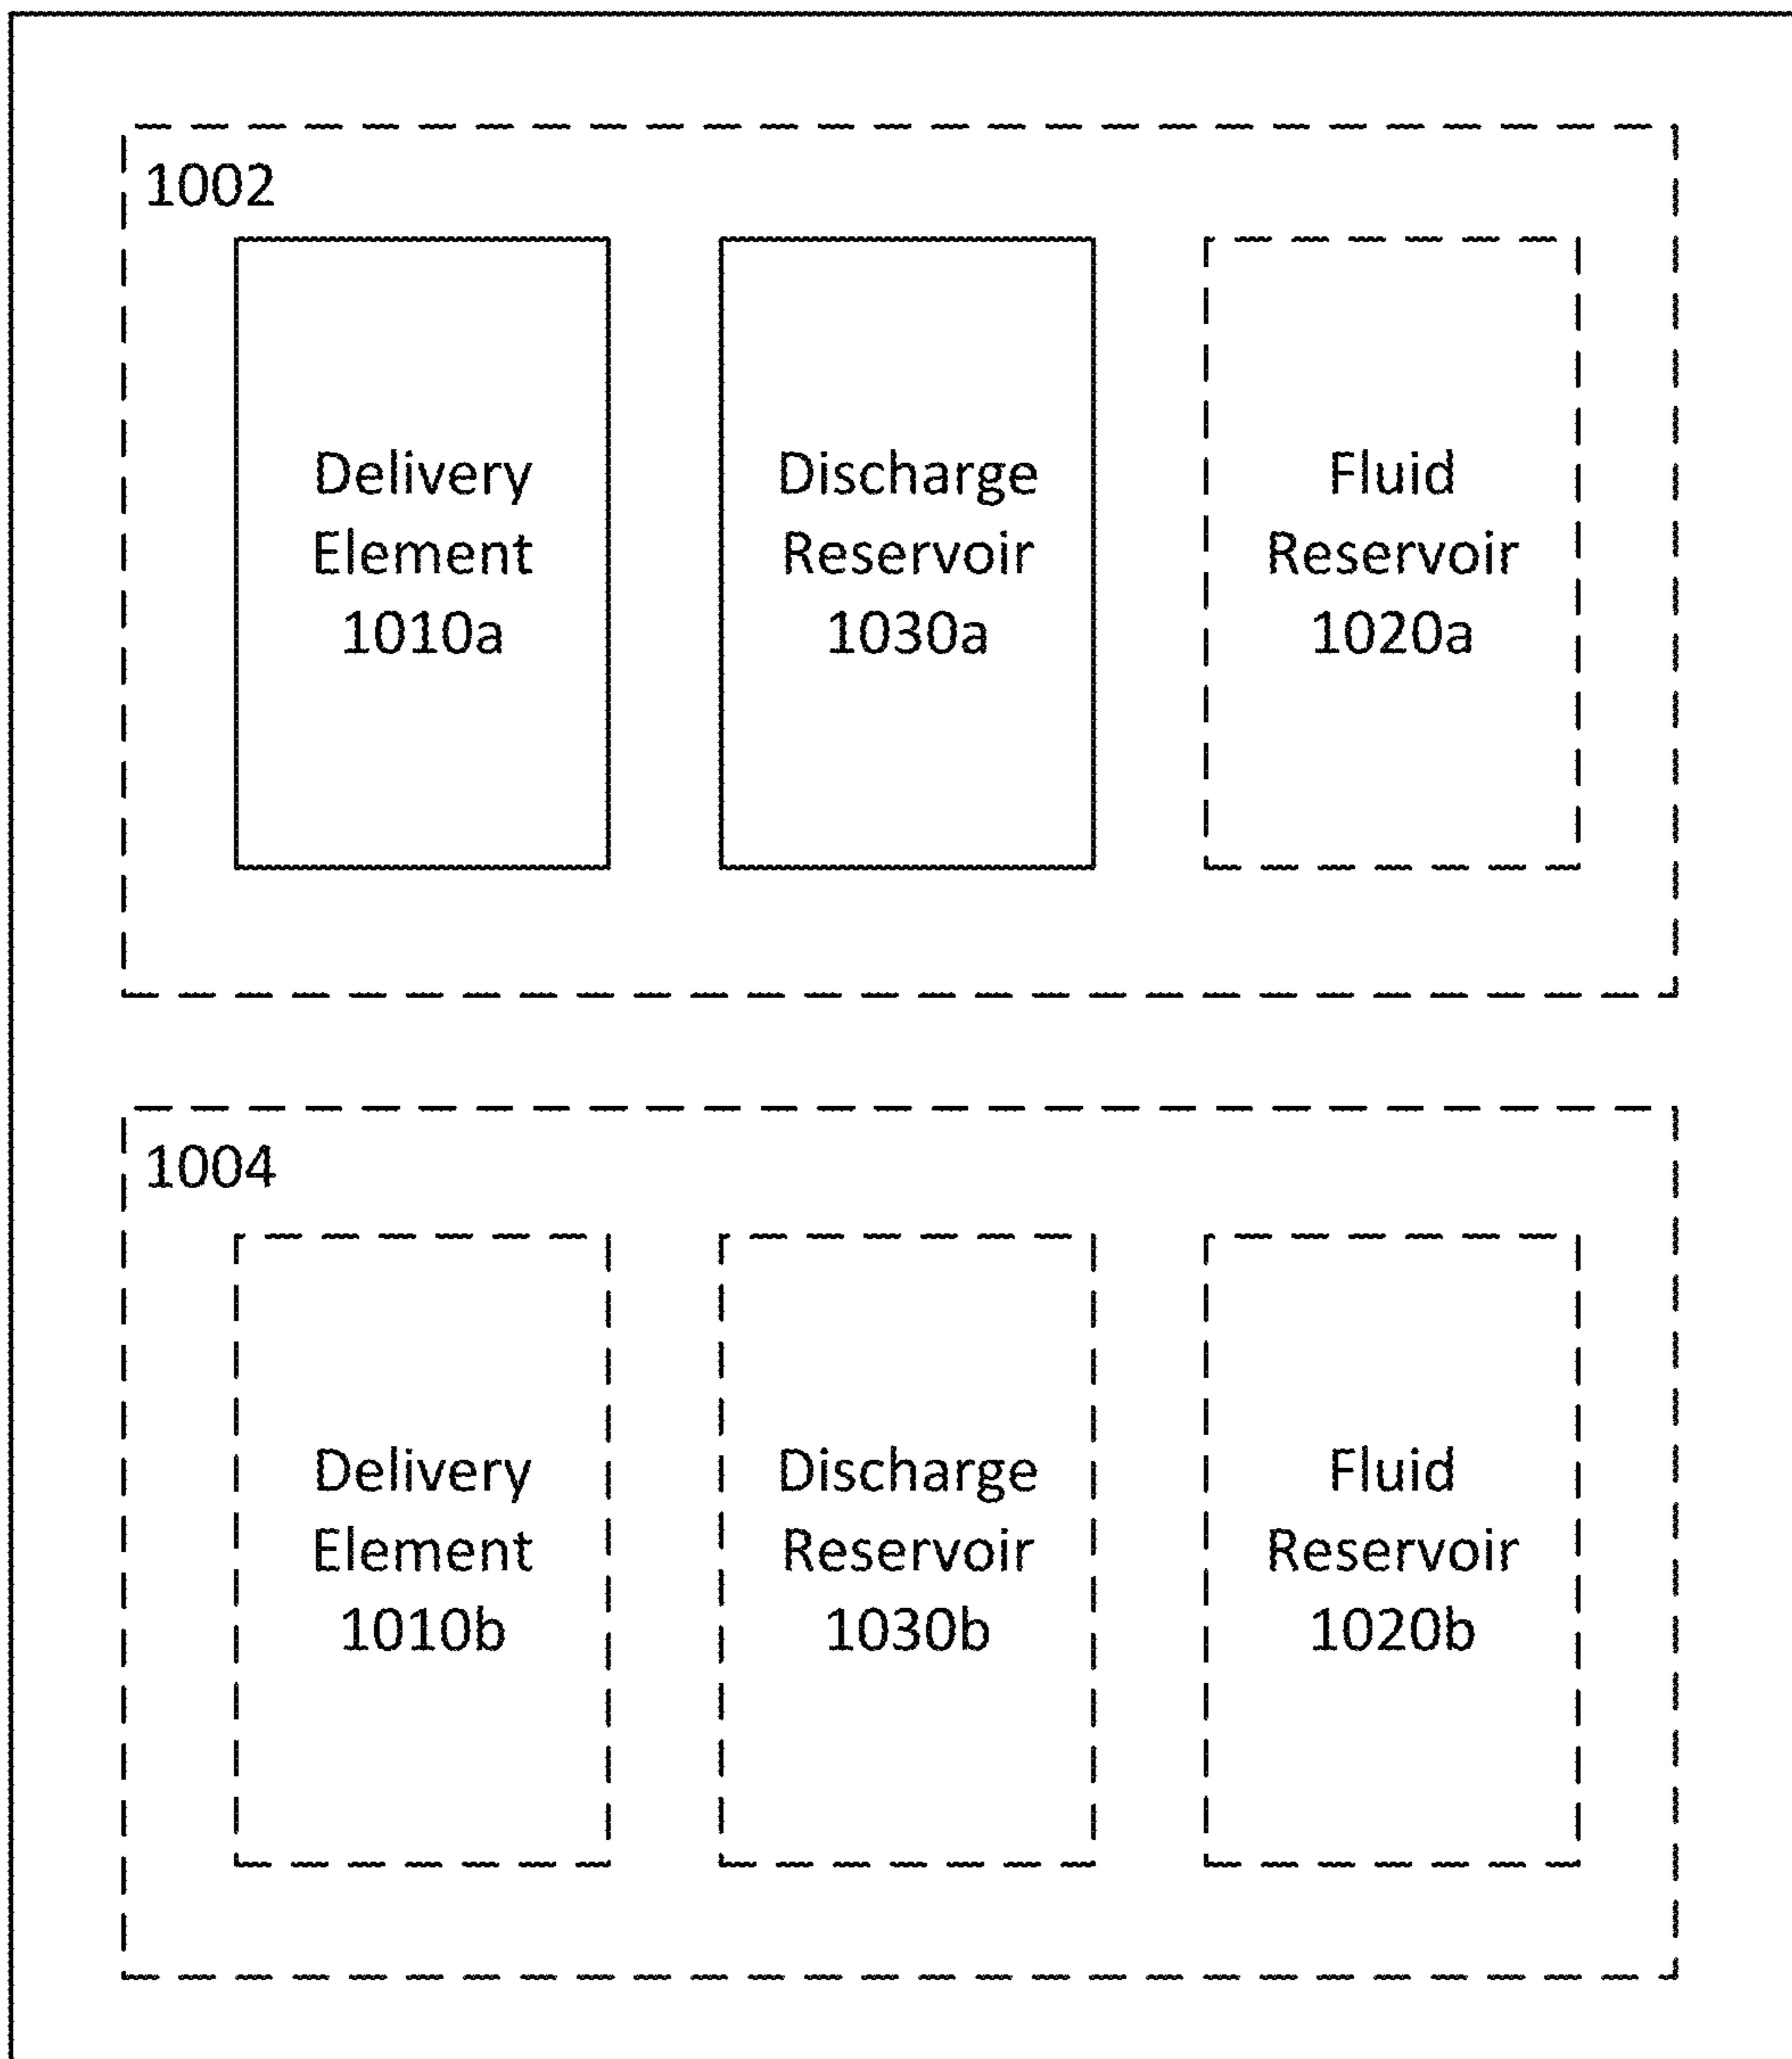 1002
Delivery
Element
1010a
Discharge
Reservoir
1030a
Fluid
Reservoir
1020a
1004
Delivery
Element
1010b
Discharge
Reservoir
1030b
Fluid
Reservoir
1020b